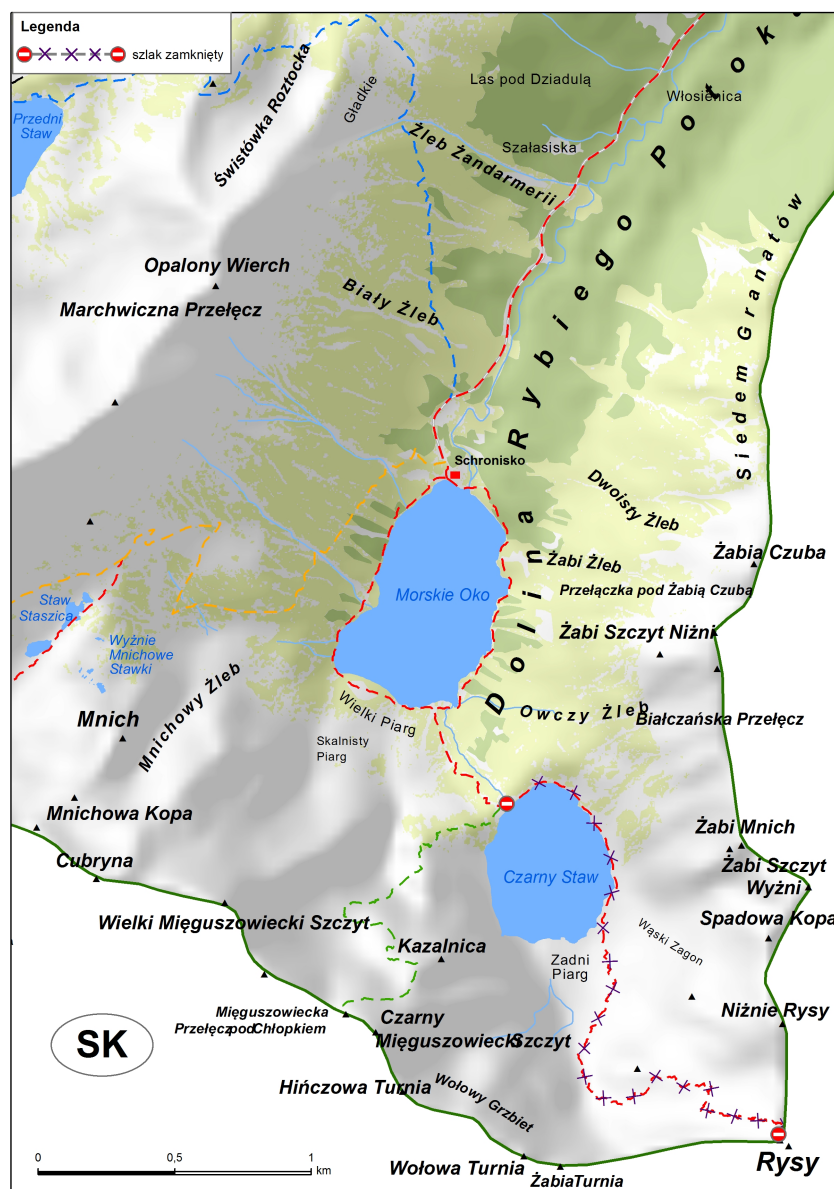 Legenda
szlak zamknięty
Las pod Dziadulą
Włosienica
Przedni
Staw
Świstówka Roztocka
Gładkie
Żleb Żandarmerii
Szałasiska
Dolina Rybiego Potoku
Siedem Granatów
Opalony Wierch
Marchwiczna Przełęcz
Biały Żleb
Schronisko
Dwoisty Żleb
Żabia Czuba
Żabi Żleb
Przełączka pod Żabią Czubą
Morskie Oko
Staw
Staszica
Wyżnie
Mnichowe
Stawki
Żabi Szczyt Niżni
Mnichowy Żleb
Mnich
Wielki Piarg
Owczy Żleb
Białczańska Przełęcz
Skalnisty
Piarg
Mnichowa Kopa
Żabi Mnich
Cubryna
Czarny Staw
Żabi Szczyt
Wyżni
Wielki Mięguszowiecki Szczyt
Spadowa Kopa
Kazalnica
Zadni
Piarg
Wąski Zagon
Mięguszowiecka
Przełęcz pod Chłopkiem
Czarny
Mięguszowiecki Szczyt
Niżnie Rysy
SK
Hińczowa Turnia
Wołowy Grzbiet
Rysy
Wołowa Turnia
Żabia Turnia
0 0,5 1
km